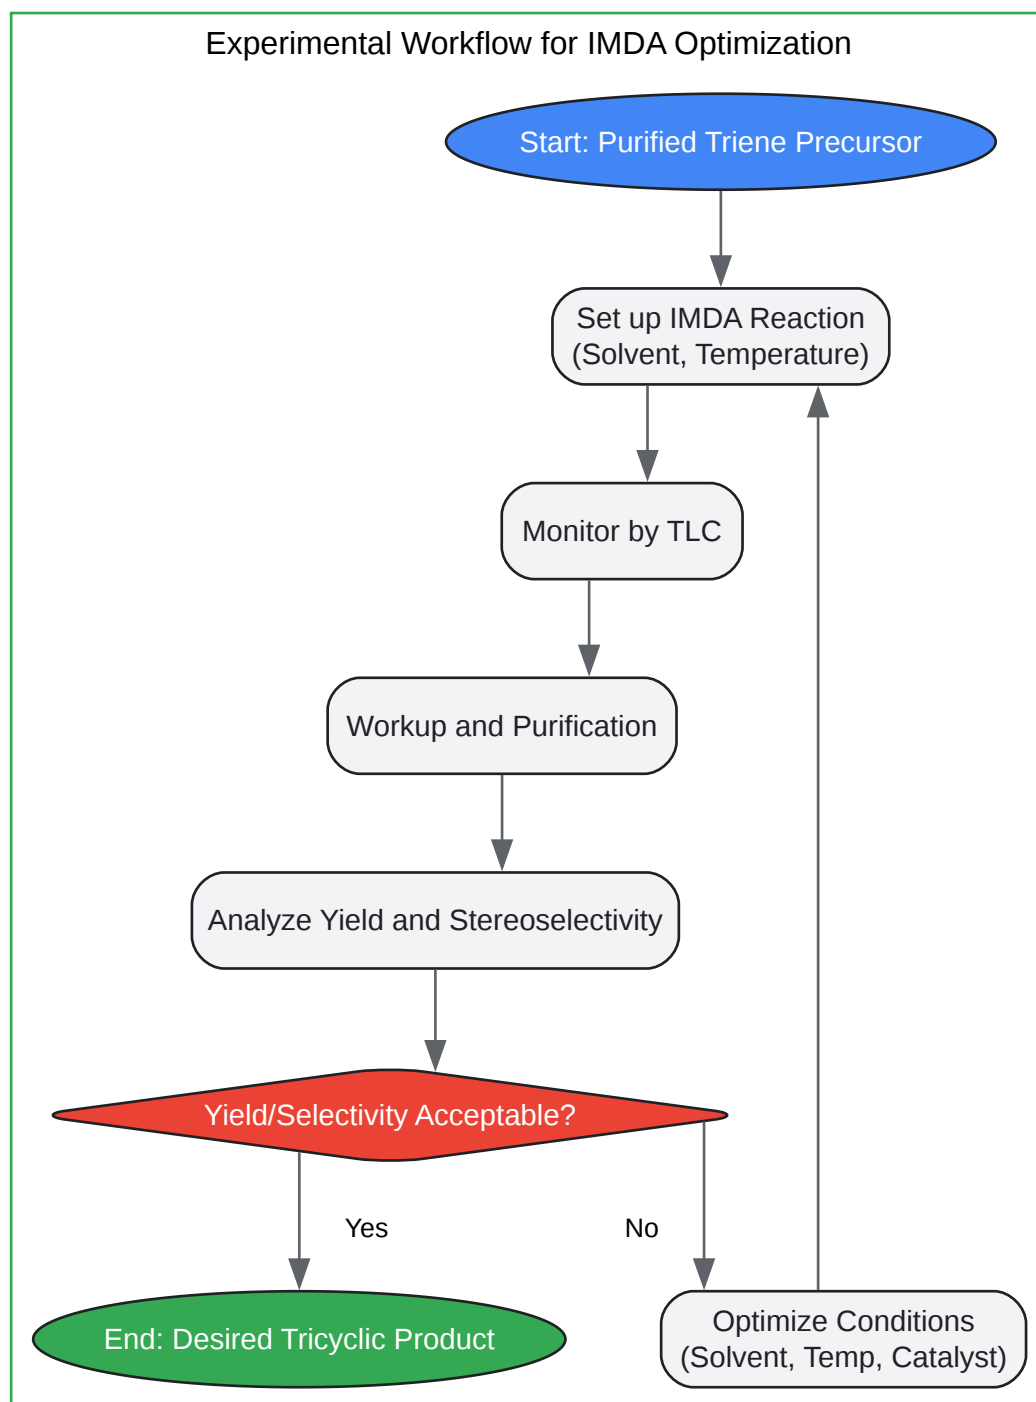 Experimental Workflow for IMDA Optimization
Start: Purified Triene Precursor
Set up IMDA Reaction
(Solvent, Temperature)
Monitor by TLC
Workup and Purification
Analyze Yield and Stereoselectivity
Yield/Selectivity Acceptable?
Yes
No
End: Desired Tricyclic Product
Optimize Conditions
(Solvent, Temp, Catalyst)